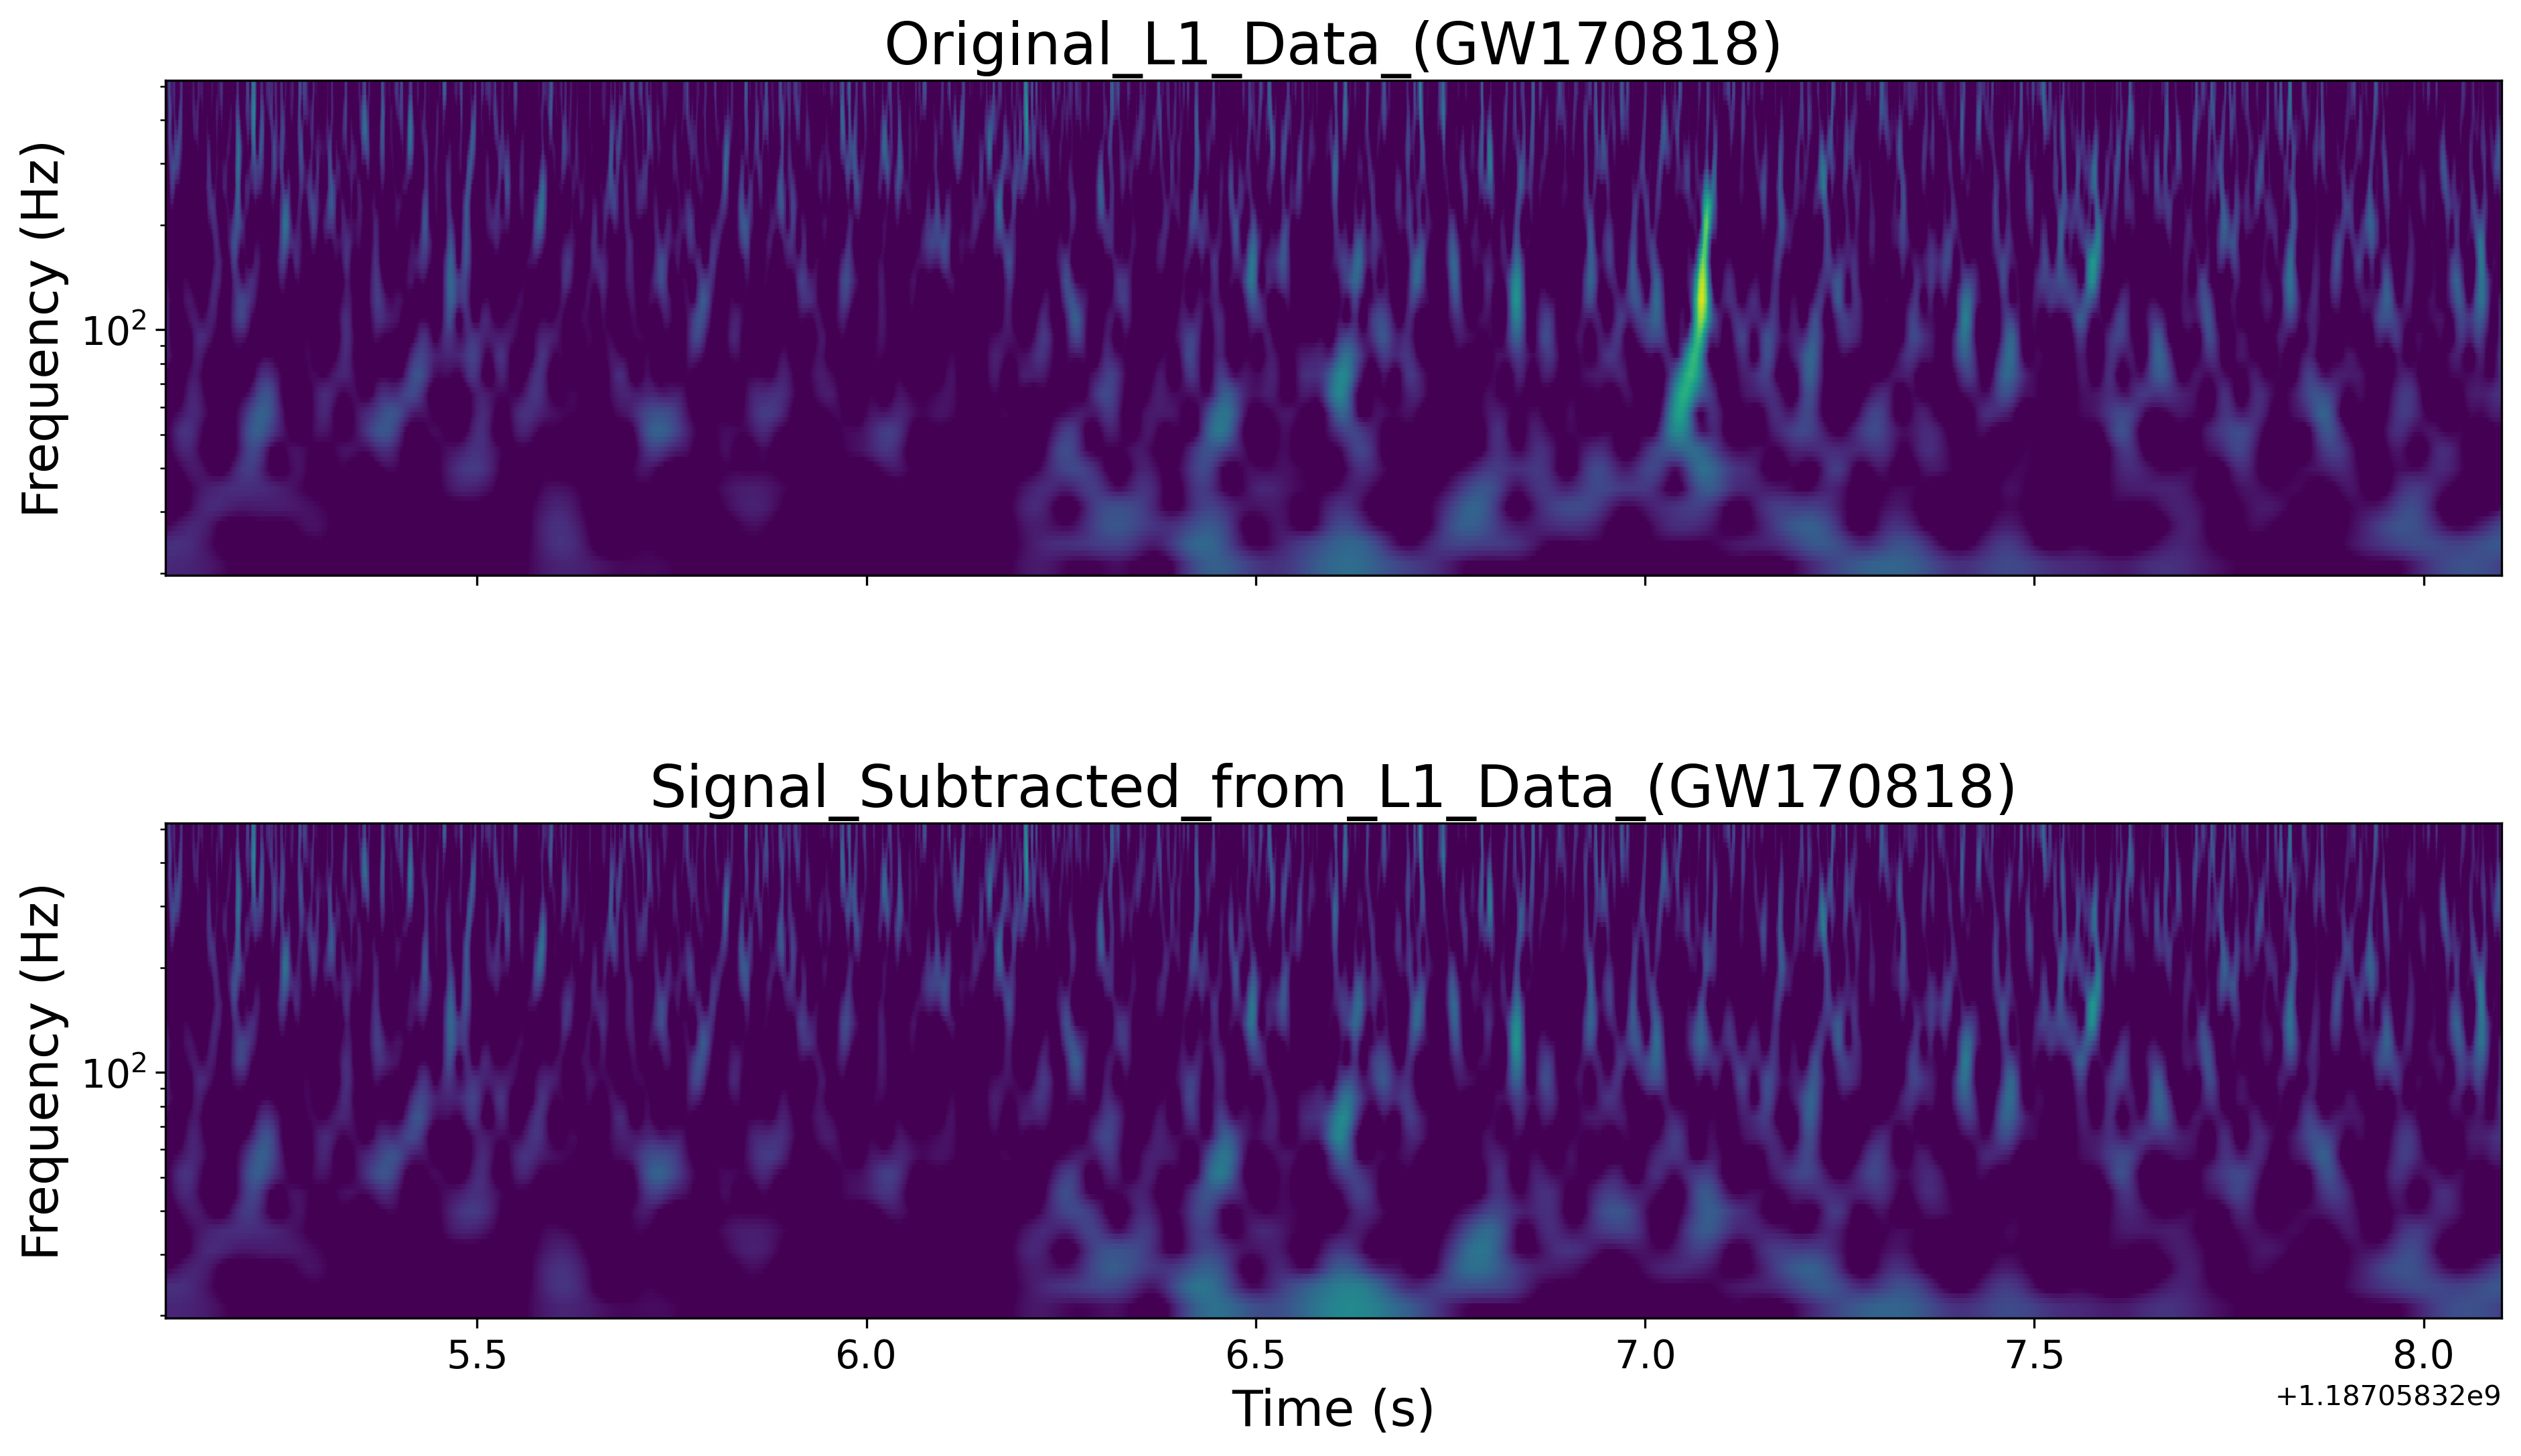 Original_L1_Data_(GW170818)
Frequency (Hz)
10²
Signal_Subtracted_from_L1_Data_(GW170818)
Frequency (Hz)
10²
5.5 6.0 6.5 7.0 7.5 8.0
Time (s)
+1.18705832e9